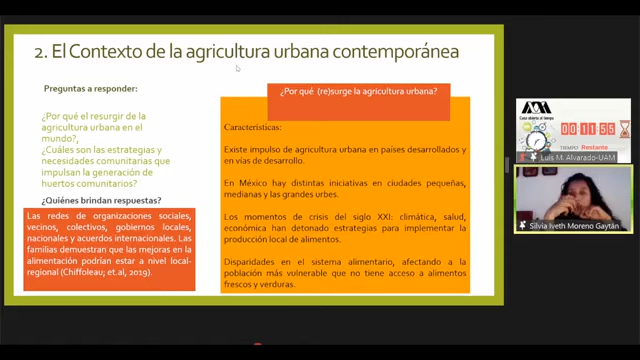 2. El Contexto de la agricultura urbana contemporánea
Preguntas a responder:
¿Por qué el resurgir de la
agricultura urbana en el
mundo?,
¿Cuáles son las estrategias y
necesidades comunitarias que
impulsan la generación de
huertos comunitarios?
¿Quiénes brindan respuestas?
Las redes de organizaciones sociales,
vecinos, colectivos, gobiernos locales,
nacionales y acuerdos internacionales. Las
familias demuestran que las mejoras en la
alimentación podrían estar a nivel local-
regional (Chiffoleau; et.al, 2019).
¿Por qué (re)surge la agricultura urbana?
Características:
Existe impulso de agricultura urbana en países desarrollados y
en vías de desarrollo.
En México hay distintas iniciativas en ciudades pequeñas,
medianas y las grandes urbes.
Los momentos de crisis del siglo XXI: climática, salud,
económica han detonado estrategias para implementar la
producción local de alimentos.
Disparidades en el sistema alimentario, afectando a la
población más vulnerable que no tiene acceso a alimentos
frescos y verduras.
Casa abierta al tiempo
00:11:55
TIEMPO Restante
Luis M. Alvarado-UAM
Silvia Iveth Moreno Gaytán